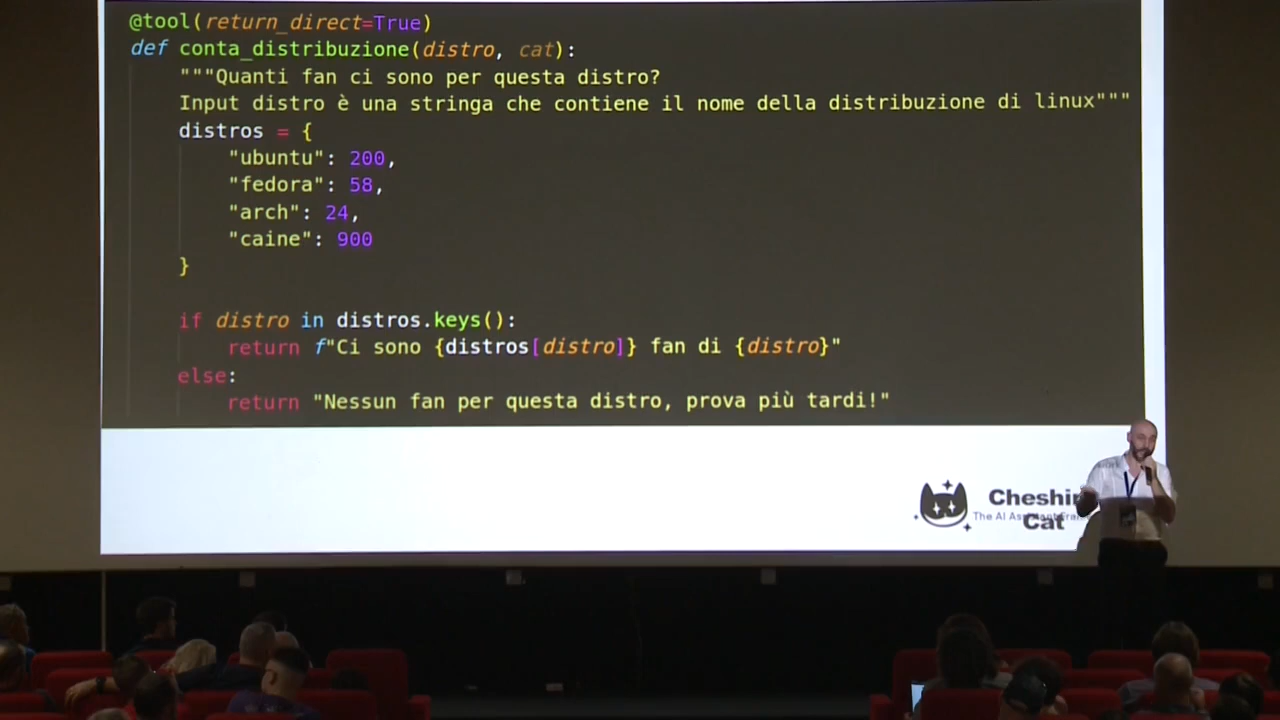 @tool(return_direct=True)
def conta_distribuzione(distro, cat):
"""Quanti fan ci sono per questa distro?
Input distro è una stringa che contiene il nome della distribuzione di linux"""
distros = {
"ubuntu": 200,
"fedora": 58,
"arch": 24,
"caine": 900
}
if distro in distros.keys():
return f"Ci sono {distros[distro]} fan di {distro}"
else:
return "Nessun fan per questa distro, prova più tardi!"
Cheshir
The AI
Cat